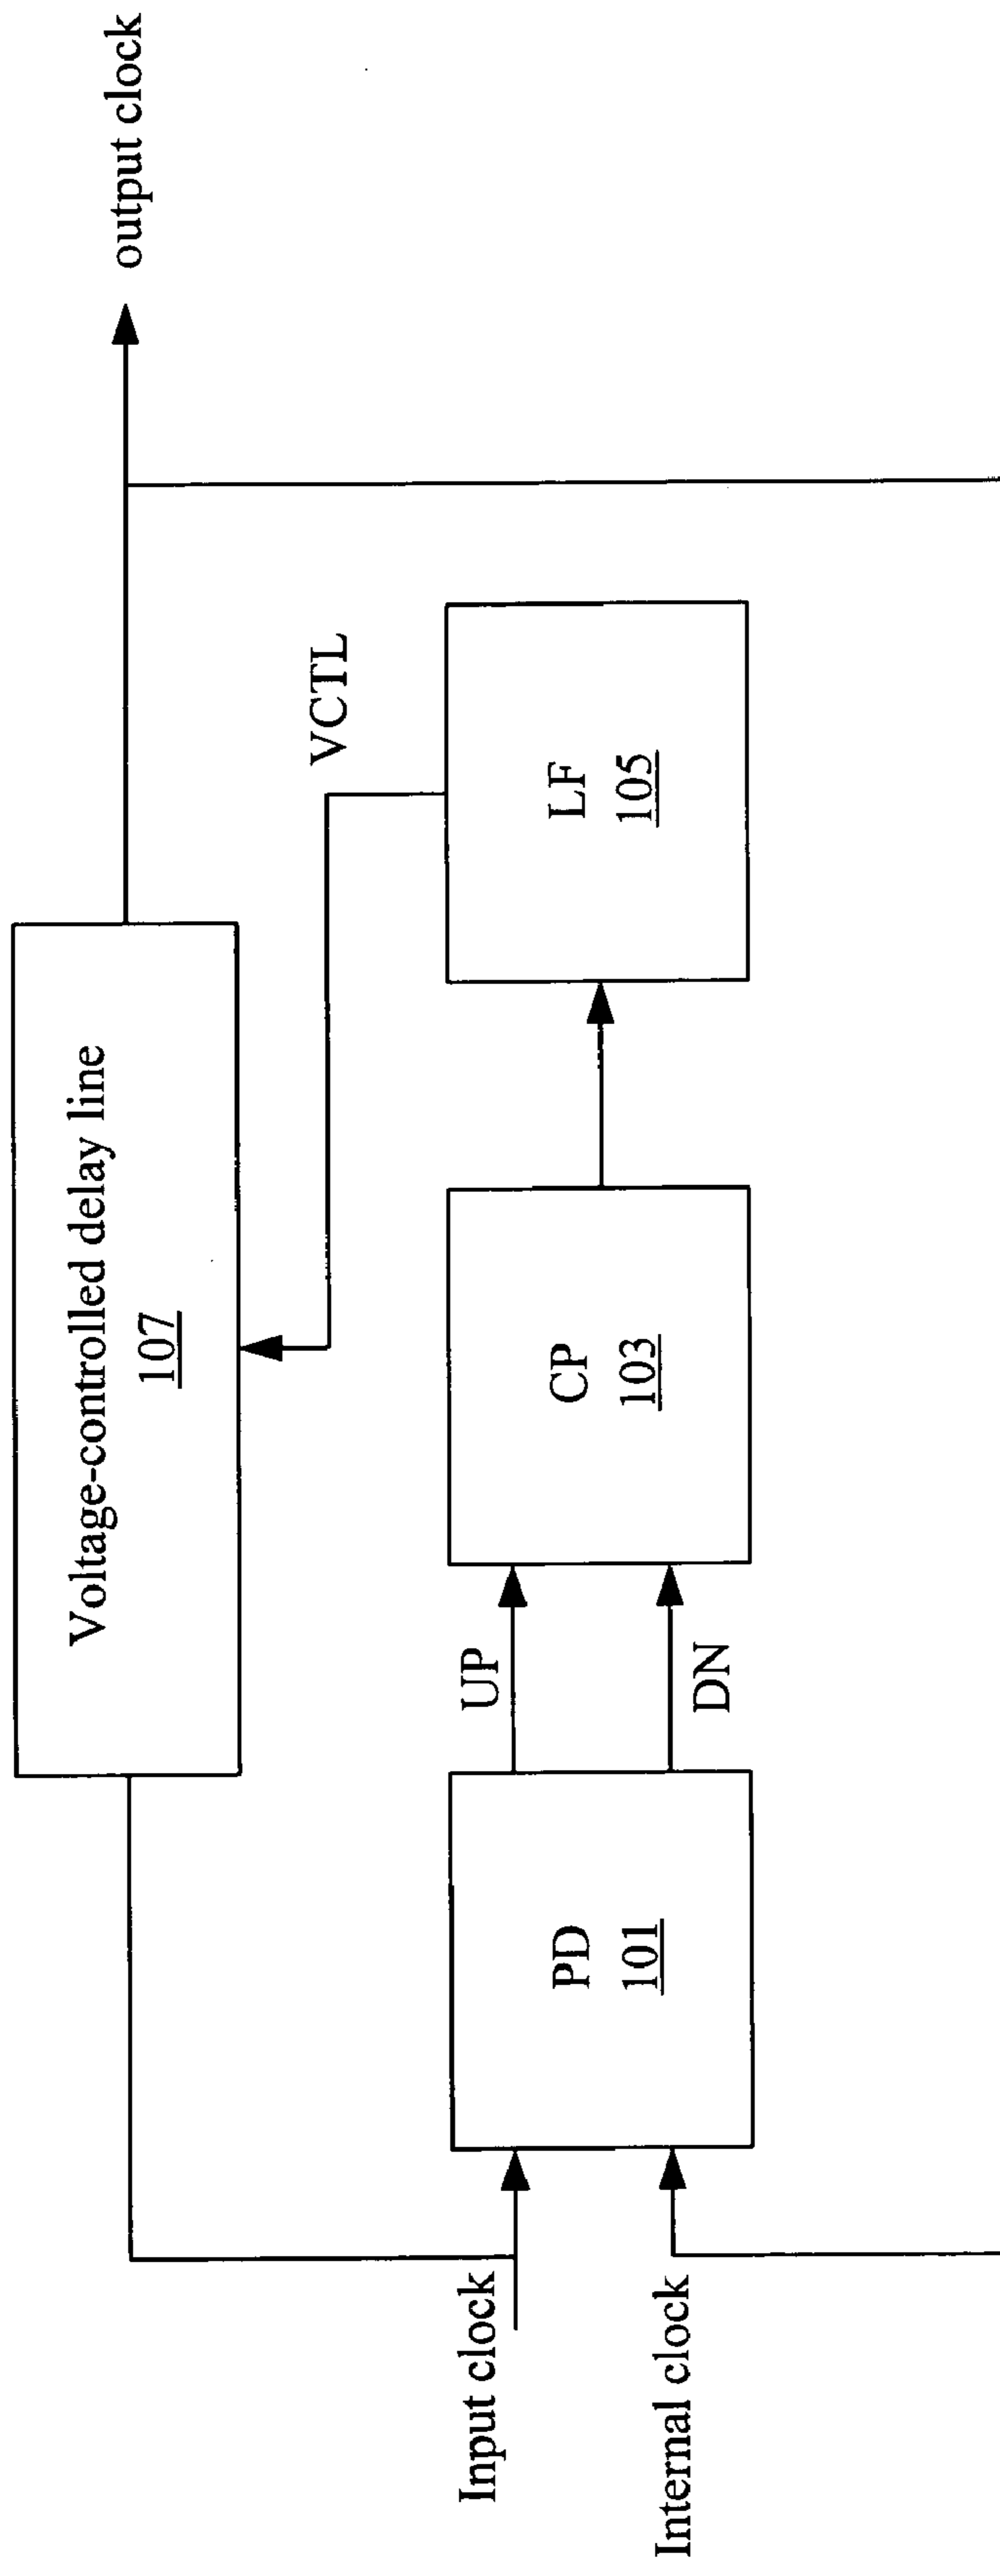 Voltage-controlled delay line
107
output clock
VCTL
Input clock
Internal clock
PD
101
UP
DN
CP
103
LF
105